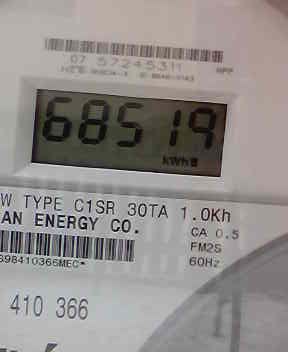 07 57245311
68519
kWh
W TYPE C1SR 30TA 1.0Kh
AN ENERGY CO. CA 0.5
FM2S
698410366MEC* 60Hz
410 366